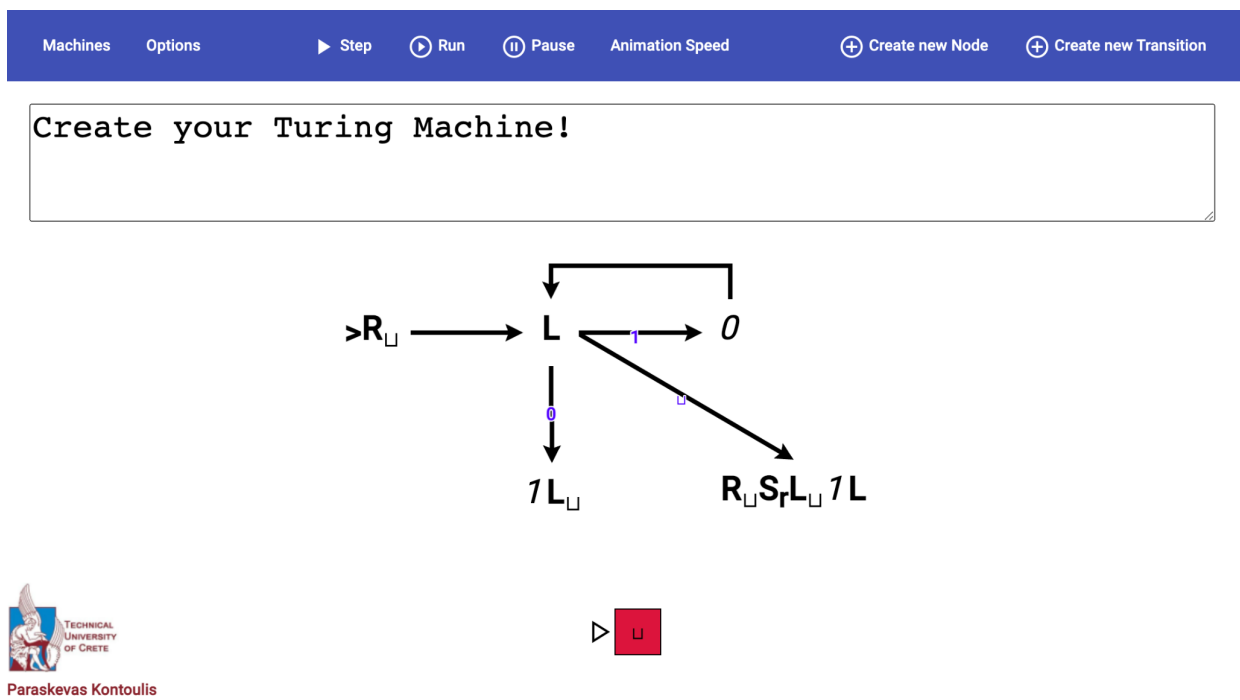 Machines Options Step Run Pause Animation Speed Create new Node Create new Transition
Create your Turing Machine!
>R⊔ L 1 0
0 ⊔
1L⊔ R⊔SrL⊔1L
⊔
TECHNICAL
UNIVERSITY
OF CRETE
Paraskevas Kontoulis